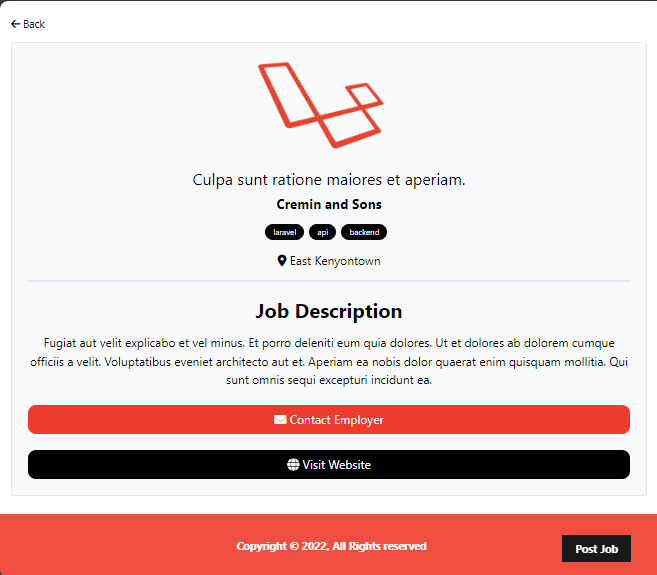 Back
Culpa sunt ratione maiores et aperiam.
Cremin and Sons
laravel api backend
East Kenyontown
Job Description
Fugiat aut velit explicabo et vel minus. Et porro deleniti eum quia dolores. Ut et dolores ab dolorem cumque
officiis a velit. Voluptatibus eveniet architecto aut et. Aperiam ea nobis dolor quaerat enim quisquam mollitia. Qui
sunt omnis sequi excepturi incidunt ea.
Contact Employer
Visit Website
Copyright © 2022, All Rights reserved
Post Job